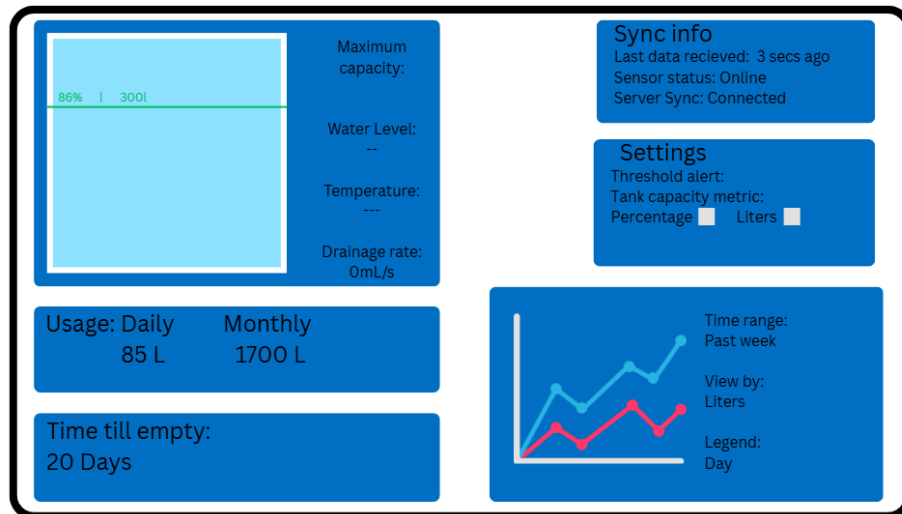 86% | 300l
Maximum
capacity:
Water Level:
--
Temperature:
---
Drainage rate:
0mL/s
Usage: Daily Monthly
85 L 1700 L
Time till empty:
20 Days
Sync info
Last data recieved: 3 secs ago
Sensor status: Online
Server Sync: Connected
Settings
Threshold alert:
Tank capacity metric:
Percentage Liters
Time range:
Past week
View by:
Liters
Legend:
Day